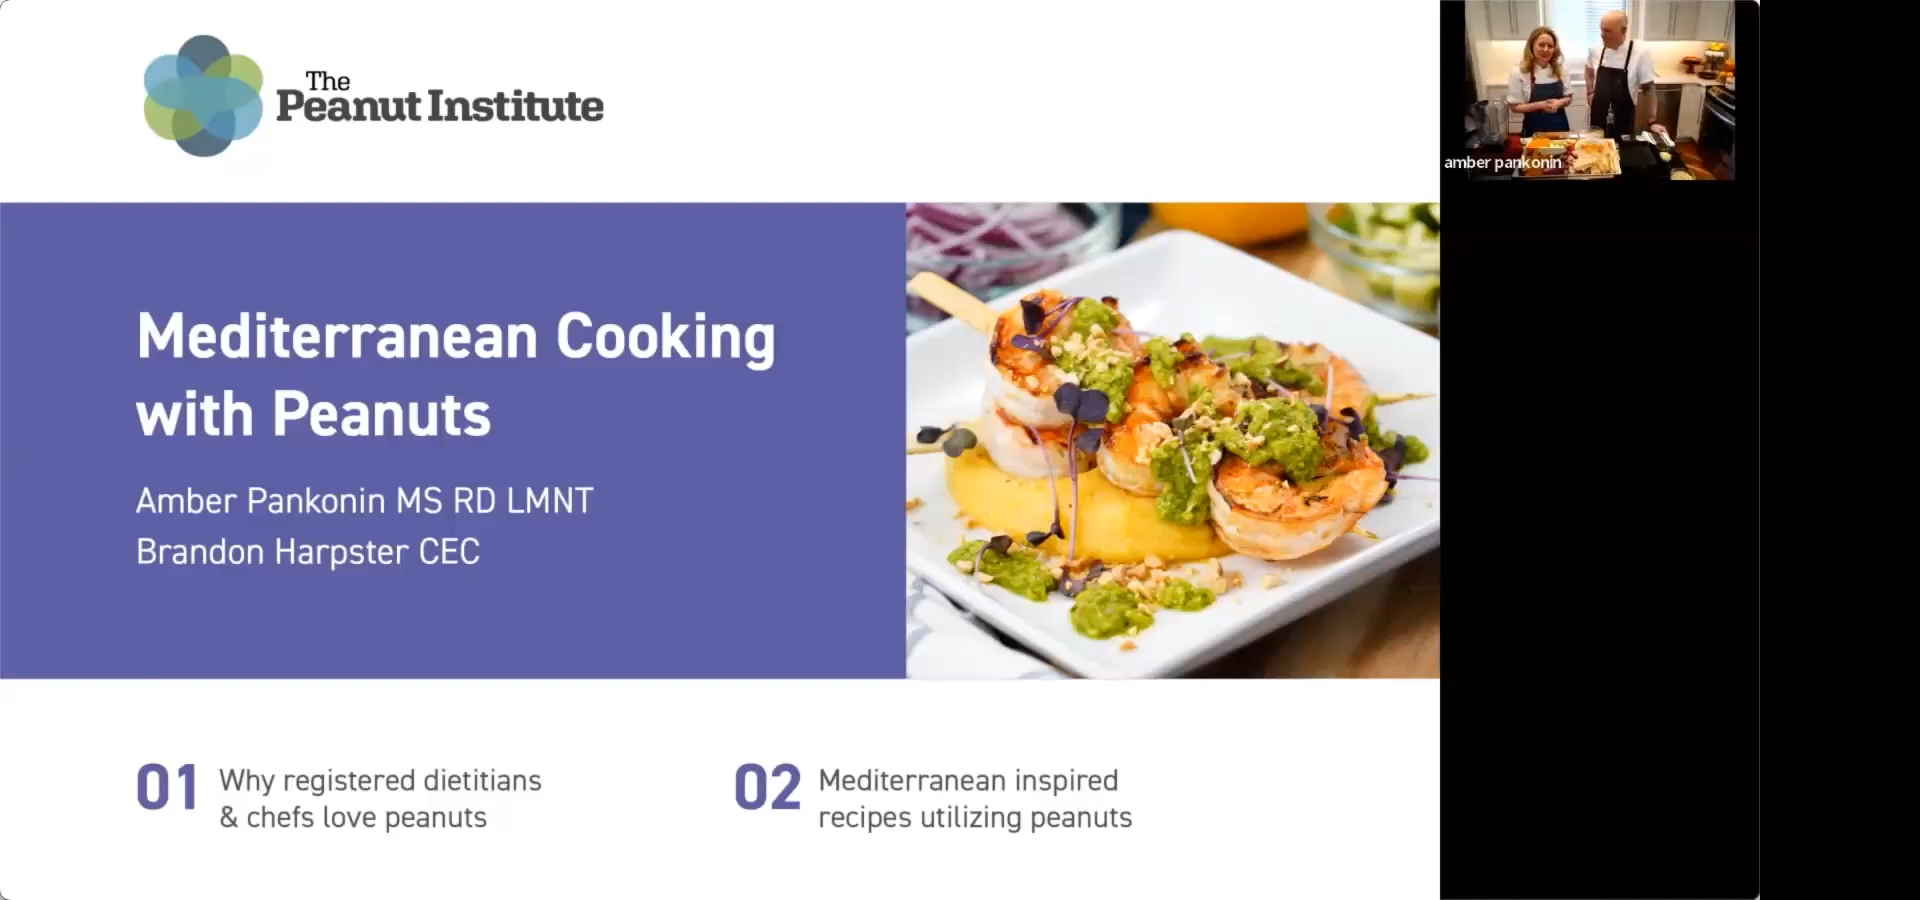 The
Peanut Institute
amber pankonin
Mediterranean Cooking
with Peanuts
Amber Pankonin MS RD LMNT
Brandon Harpster CEC
01
Why registered dietitians
& chefs love peanuts
02
Mediterranean inspired
recipes utilizing peanuts